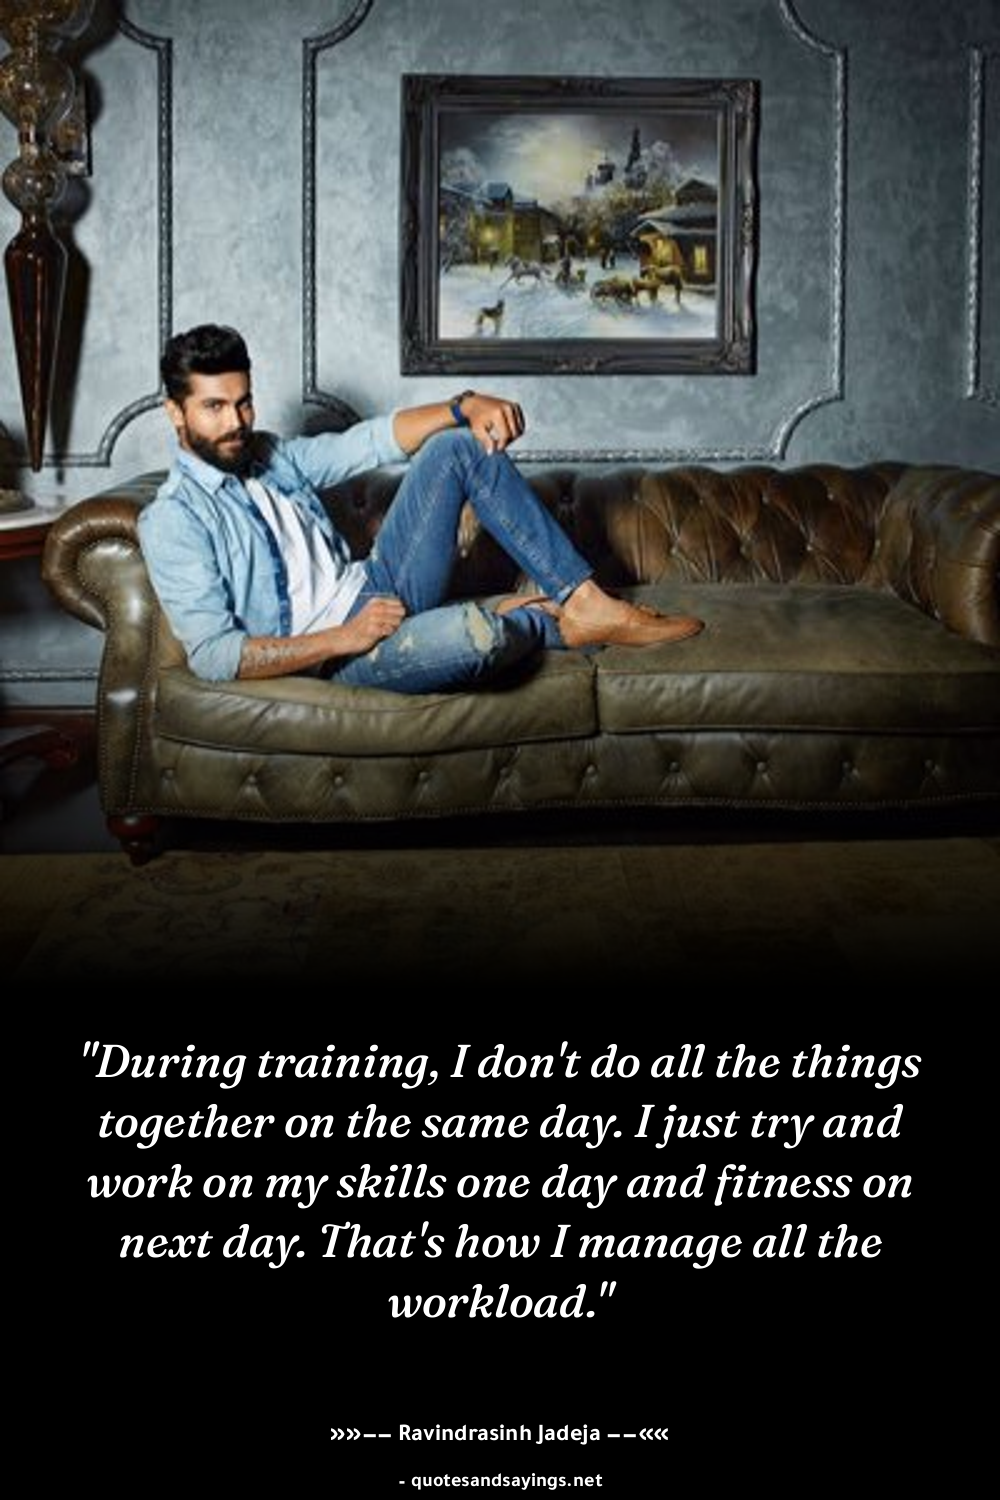 "During training, I don't do all the things
together on the same day. I just try and
work on my skills one day and fitness on
next day. That's how I manage all the
workload."
»»−− Ravindrasinh Jadeja −−««
- quotesandsayings.net